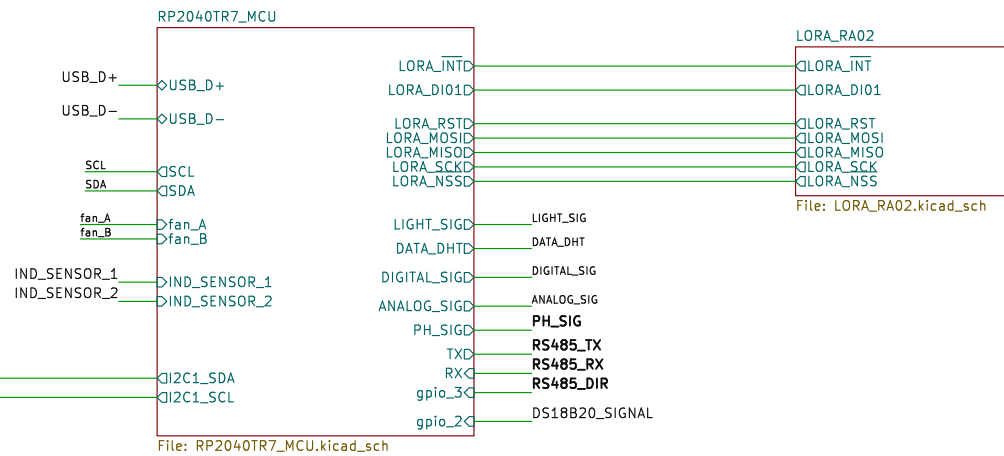 RP2040TR7_MCU
USB_D+
USB_D-
SCL
SDA
fan_A
fan_B
IND_SENSOR_1
IND_SENSOR_2
USB_D+
USB_D-
SCL
SDA
fan_A
fan_B
IND_SENSOR_1
IND_SENSOR_2
I2C1_SDA
I2C1_SCL
LORA_INT
LORA_DIO1
LORA_RST
LORA_MOSI
LORA_MISO
LORA_SCK
LORA_NSS
LIGHT_SIG
DATA_DHT
DIGITAL_SIG
ANALOG_SIG
PH_SIG
TX
RX
gpio_3
gpio_2
File: RP2040TR7_MCU.kicad_sch
LIGHT_SIG
DATA_DHT
DIGITAL_SIG
ANALOG_SIG
PH_SIG
RS485_TX
RS485_RX
RS485_DIR
DS18B20_SIGNAL
LORA_RA02
LORA_INT
LORA_DIO1
LORA_RST
LORA_MOSI
LORA_MISO
LORA_SCK
LORA_NSS
File: LORA_RA02.kicad_sch